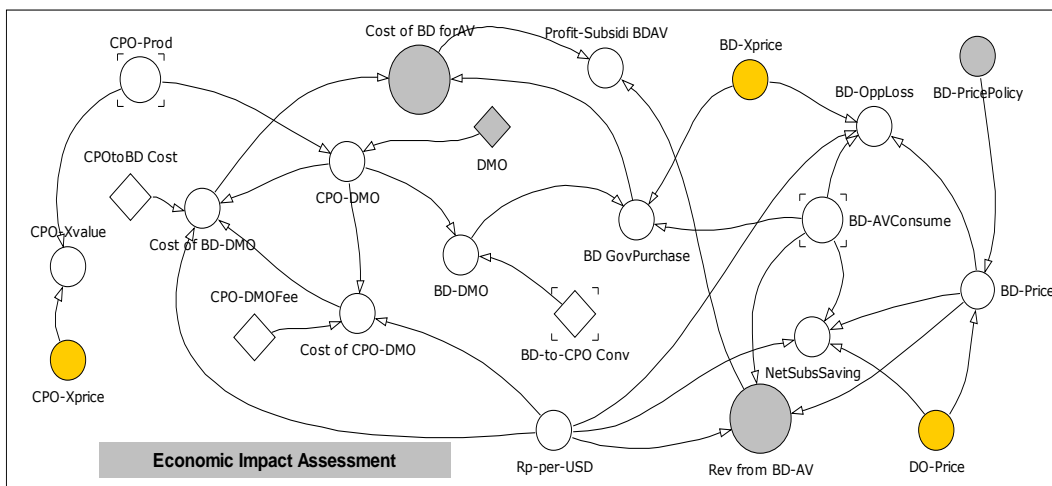 Cost of BD forAV
Profit-Subsidi BDAV
CPO-Prod
BD-Xprice
BD-OppLoss
BD-PricePolicy
CPOtoBD Cost
DMO
CPO-DMO
CPO-Xvalue
Cost of BD-DMO
BD-AVConsume
BD GovPurchase
BD-DMO
BD-Price
CPO-DMOFee
Cost of CPO-DMO
BD-to-CPO Conv
NetSubsSaving
CPO-Xprice
Economic Impact Assessment
Rp-per-USD
Rev from BD-AV
DO-Price